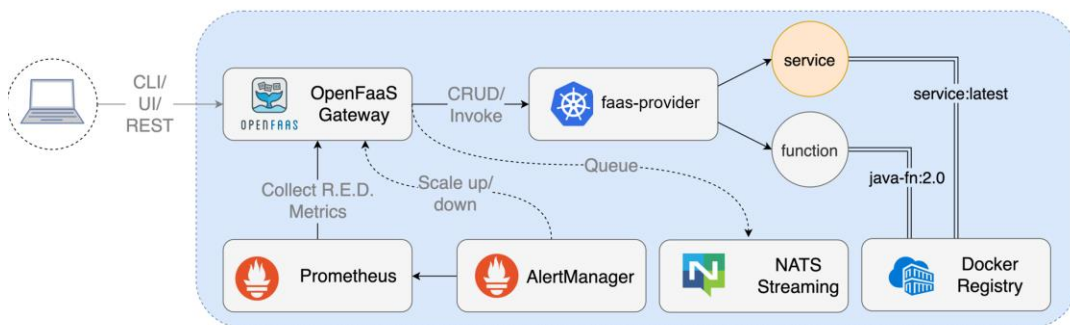 CLI/
UI/
REST
OPENFAAS
OpenFaaS
Gateway
CRUD/
Invoke
faas-provider
service
function
service:latest
java-fn:2.0
Queue
Collect R.E.D.
Metrics
Scale up/
down
Prometheus
AlertManager
N
NATS
Streaming
Docker
Registry